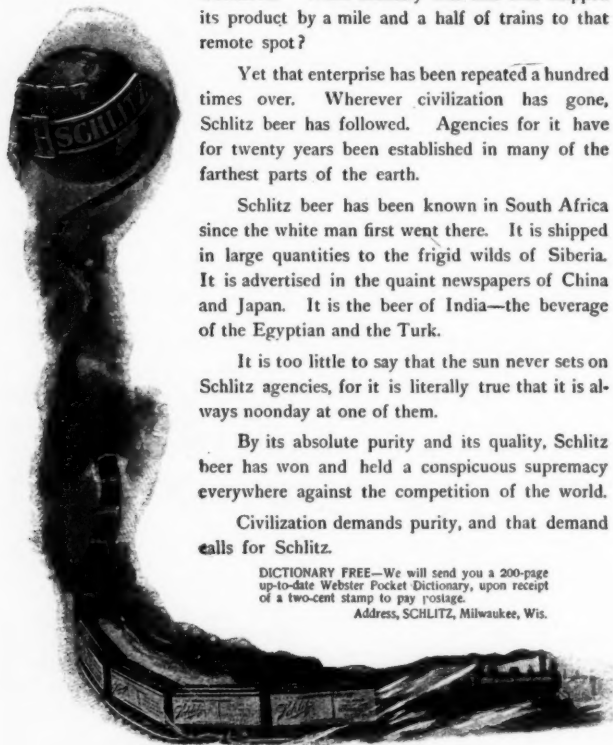 its product by a mile and a half of trains to that
remote spot?
Yet that enterprise has been repeated a hundred
times over. Wherever civilization has gone,
Schlitz beer has followed. Agencies for it have
for twenty years been established in many of the
farthest parts of the earth.
Schlitz beer has been known in South Africa
since the white man first went there. It is shipped
in large quantities to the frigid wilds of Siberia.
It is advertised in the quaint newspapers of China
and Japan. It is the beer of India—the beverage
of the Egyptian and the Turk.
It is too little to say that the sun never sets on
Schlitz agencies, for it is literally true that it is al-
ways noonday at one of them.
By its absolute purity and its quality, Schlitz
beer has won and held a conspicuous supremacy
everywhere against the competition of the world.
Civilization demands purity, and that demand
calls for Schlitz.
DICTIONARY FREE—We will send you a 200-page
up-to-date Webster Pocket Dictionary, upon receipt
of a two-cent stamp to pay postage.
Address, SCHLITZ, Milwaukee, Wis.
SCHLITZ
Schlitz
Schlitz